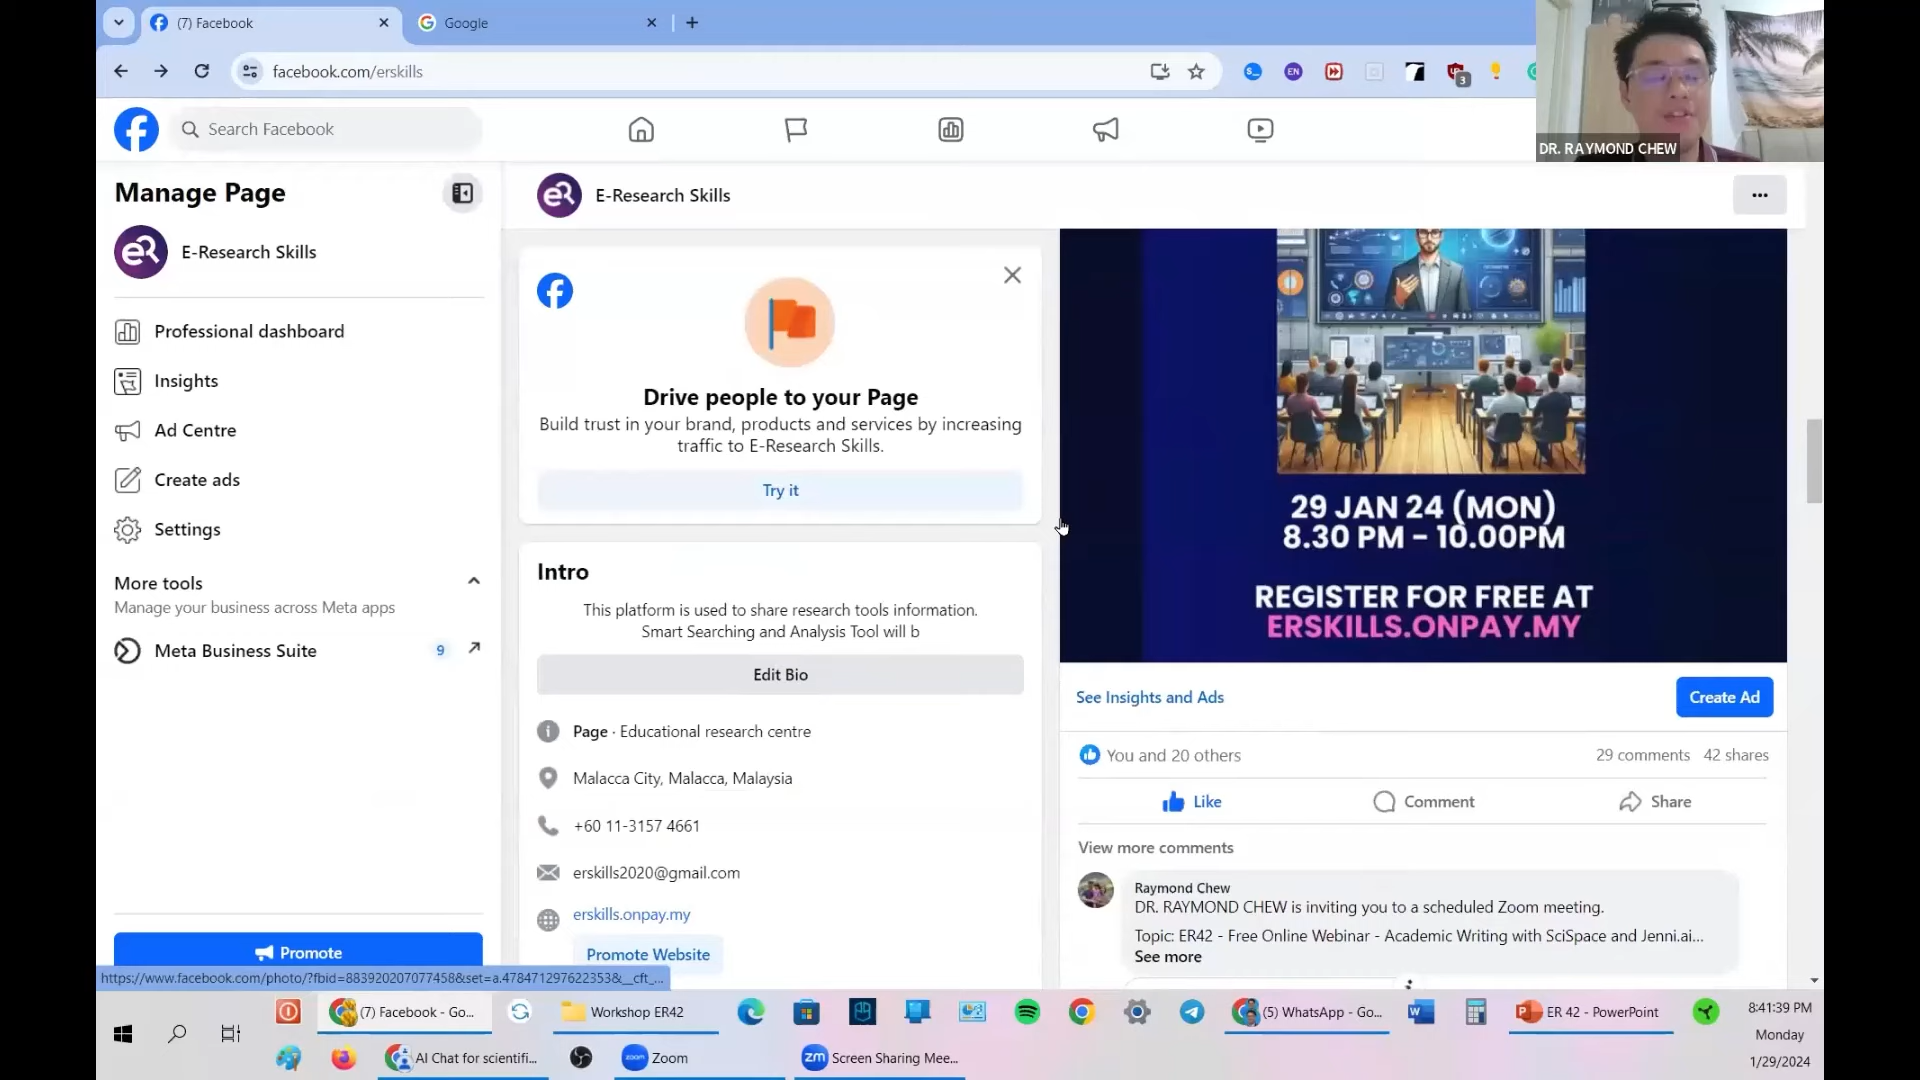 (7) Facebook
Google
facebook.com/erskills
EN
3
DR. RAYMOND CHEW
Search Facebook
Manage Page
E-Research Skills
Professional dashboard
Insights
Ad Centre
Create ads
Settings
More tools
Manage your business across Meta apps
Meta Business Suite
9
Promote
E-Research Skills
Drive people to your Page
Build trust in your brand, products and services by increasing
traffic to E-Research Skills.
Try it
Intro
This platform is used to share research tools information.
Smart Searching and Analysis Tool will b
Edit Bio
Page · Educational research centre
Malacca City, Malacca, Malaysia
+60 11-3157 4661
erskills2020@gmail.com
erskills.onpay.my
Promote Website
29 JAN 24 (MON)
8.30 PM – 10.00PM
REGISTER FOR FREE AT
ERSKILLS.ONPAY.MY
See Insights and Ads
Create Ad
You and 20 others
29 comments 42 shares
Like
Comment
Share
View more comments
Raymond Chew
DR. RAYMOND CHEW is inviting you to a scheduled Zoom meeting.
Topic: ER42 - Free Online Webinar - Academic Writing with SciSpace and Jenni.ai...
See more
(7) Facebook - Go...
Workshop ER42
(5) WhatsApp - Go...
ER 42 - PowerPoint
AI Chat for scientifi...
Zoom
Screen Sharing Mee...
8:41:39 PM
Monday
1/29/2024